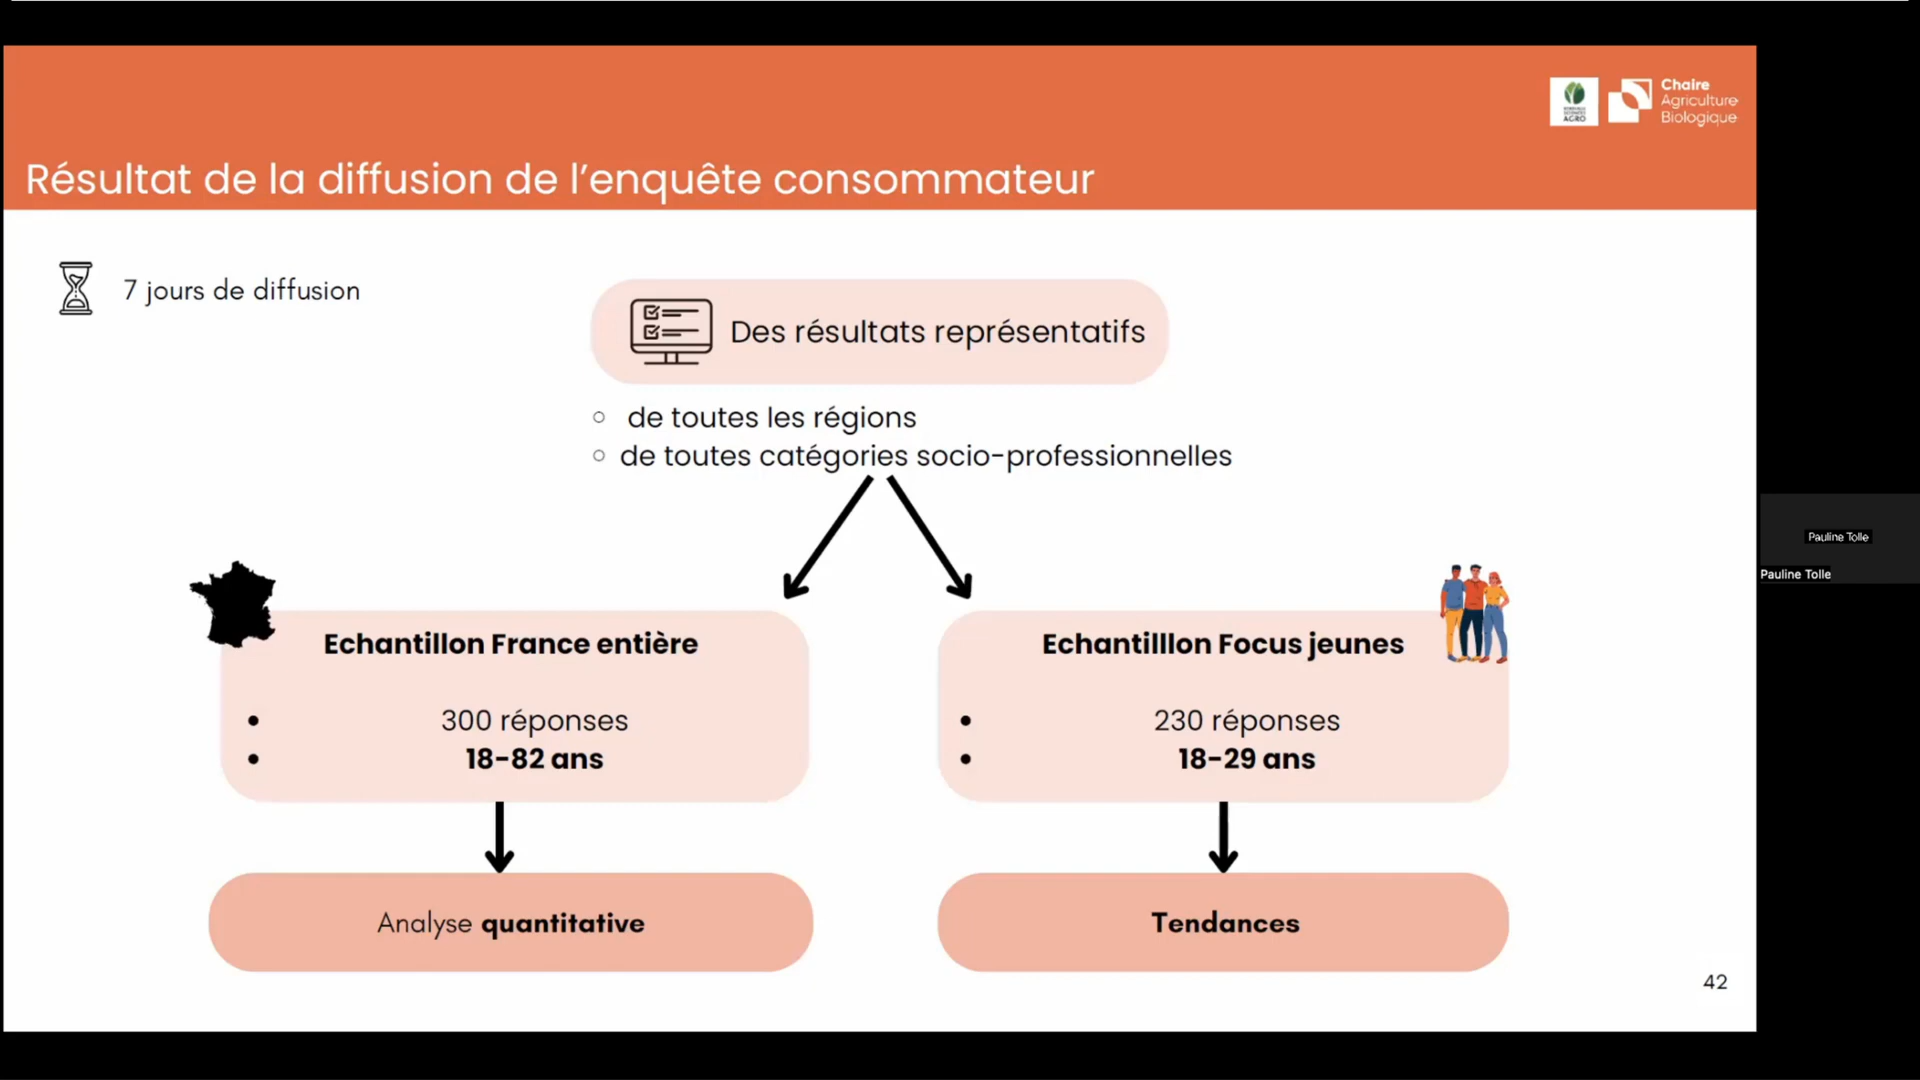 Chaire
Agriculture
Biologique
AGRO
Résultat de la diffusion de l'enquête consommateur
7 jours de diffusion
Des résultats représentatifs
de toutes les régions
de toutes catégories socio-professionnelles
Echantillon France entière
300 réponses
18-82 ans
Echantilllon Focus jeunes
230 réponses
18-29 ans
Analyse quantitative
Tendances
42
Pauline Tolle
Pauline Tolle